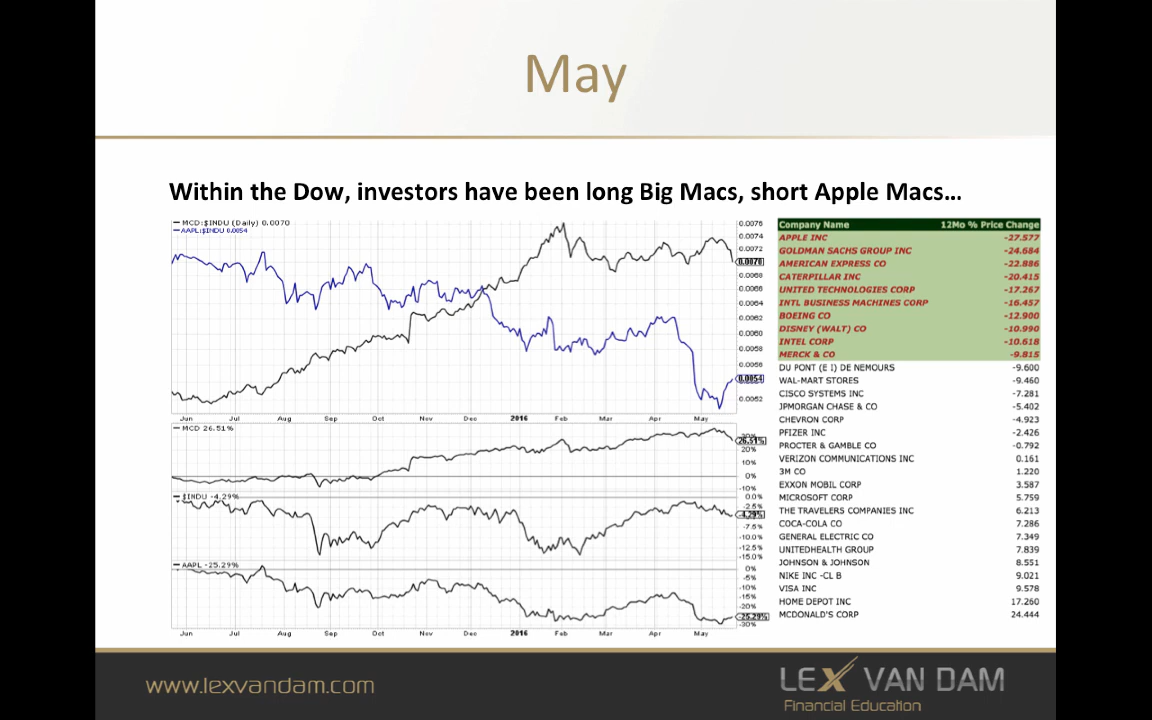 May
Within the Dow, investors have been long Big Macs, short Apple Macs...
MCD:$INDU (Daily) 0.0070
AAPL:$INDU 0.0054
0.0076
0.0074
0.0072
0.0070
0.0068
0.0066
0.0064
0.0062
0.0060
0.0058
0.0054
0.0052
Jun Jul Aug Sep Oct Nov Dec 2016 Feb Mar Apr May
MCD 26.51%
30%
26.51%
20%
10%
0%
-10%
$INDU -4.29%
0.0%
-2.5%
-4.29%
-7.5%
-10.0%
-12.5%
-15.0%
AAPL -25.29%
0%
-5%
-10%
-15%
-20%
-25.29%
-30%
Jun Jul Aug Sep Oct Nov Dec 2016 Feb Mar Apr May
Company Name 12Mo % Price Change
APPLE INC -27.577
GOLDMAN SACHS GROUP INC -24.684
AMERICAN EXPRESS CO -22.886
CATERPILLAR INC -20.415
UNITED TECHNOLOGIES CORP -17.267
INTL BUSINESS MACHINES CORP -16.457
BOEING CO -12.900
DISNEY (WALT) CO -10.990
INTEL CORP -10.618
MERCK & CO -9.815
DU PONT (E I) DE NEMOURS -9.600
WAL-MART STORES -9.460
CISCO SYSTEMS INC -7.281
JPMORGAN CHASE & CO -5.402
CHEVRON CORP -4.923
PFIZER INC -2.426
PROCTER & GAMBLE CO -0.792
VERIZON COMMUNICATIONS INC 0.161
3M CO 1.220
EXXON MOBIL CORP 3.587
MICROSOFT CORP 5.759
THE TRAVELERS COMPANIES INC 6.213
COCA-COLA CO 7.286
GENERAL ELECTRIC CO 7.349
UNITEDHEALTH GROUP 7.839
JOHNSON & JOHNSON 8.551
NIKE INC -CL B 9.021
VISA INC 9.578
HOME DEPOT INC 17.260
MCDONALD'S CORP 24.444
www.lexvandam.com
LEX VAN DAM
Financial Education